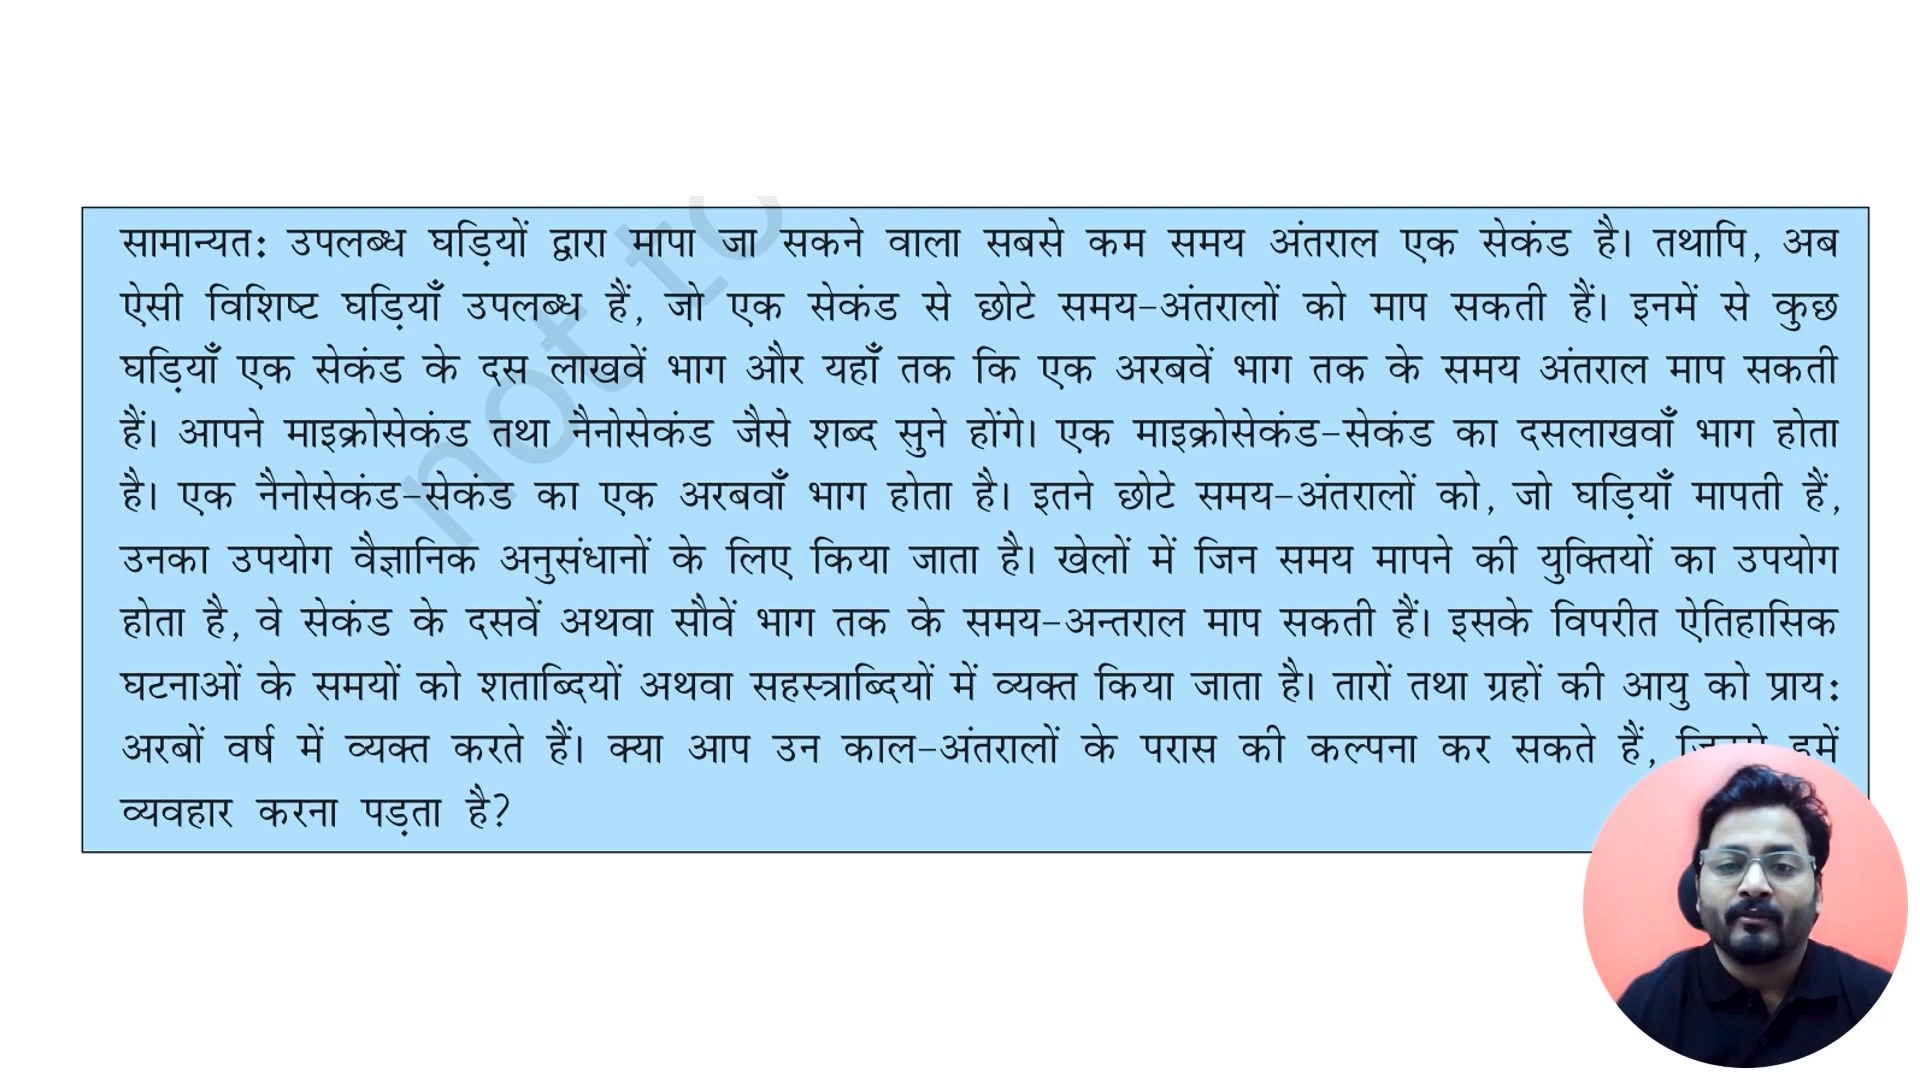 सामान्यतः उपलब्ध घड़ियों द्वारा मापा जा सकने वाला सबसे कम समय अंतराल एक सेकंड है। तथापि, अब
ऐसी विशिष्ट घड़ियाँ उपलब्ध हैं, जो एक सेकंड से छोटे समय-अंतरालों को माप सकती हैं। इनमें से कुछ
घड़ियाँ एक सेकंड के दस लाखवें भाग और यहाँ तक कि एक अरबवें भाग तक के समय अंतराल माप सकती
हैं। आपने माइक्रोसेकंड तथा नैनोसेकंड जैसे शब्द सुने होंगे। एक माइक्रोसेकंड-सेकंड का दसलाखवाँ भाग होता
है। एक नैनोसेकंड-सेकंड का एक अरबवाँ भाग होता है। इतने छोटे समय-अंतरालों को, जो घड़ियाँ मापती हैं,
उनका उपयोग वैज्ञानिक अनुसंधानों के लिए किया जाता है। खेलों में जिन समय मापने की युक्तियों का उपयोग
होता है, वे सेकंड के दसवें अथवा सौवें भाग तक के समय-अन्तराल माप सकती हैं। इसके विपरीत ऐतिहासिक
घटनाओं के समयों को शताब्दियों अथवा सहस्त्राब्दियों में व्यक्त किया जाता है। तारों तथा ग्रहों की आयु को प्रायः
अरबों वर्ष में व्यक्त करते हैं। क्या आप उन काल-अंतरालों के परास की कल्पना कर सकते हैं, हमें
व्यवहार करना पड़ता है?
not to